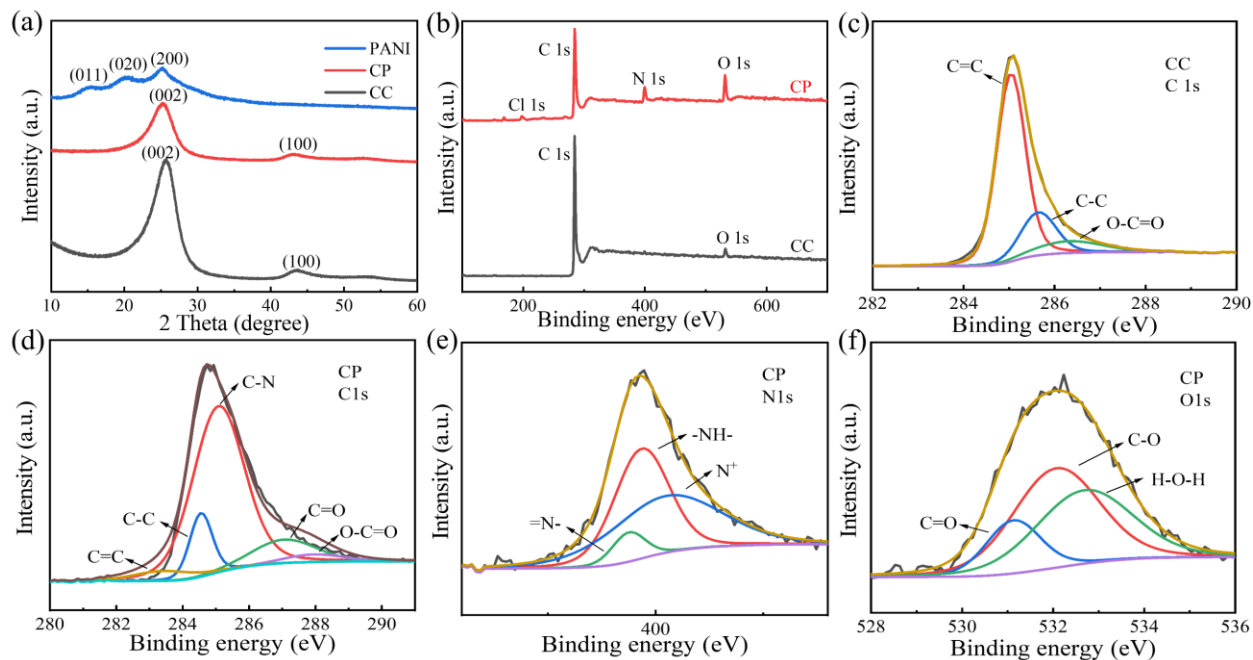 (a)
Intensity (a.u.)
(011)
(020)
(200)
PANI
CP
CC
(002)
(100)
(002)
(100)
10 20 30 40 50 60
2 Theta (degree)
(b)
Intensity (a.u.)
C 1s
N 1s
O 1s
Cl 1s
CP
C 1s
O 1s
CC
200 400 600
Binding energy (eV)
(c)
Intensity (a.u.)
CC
C 1s
C=C
C-C
O-C=O
282 284 286 288 290
Binding energy (eV)
(d)
Intensity (a.u.)
CP
C1s
C-N
C-C
C=O
C=C
O-C=O
280 282 284 286 288 290
Binding energy (eV)
(e)
Intensity (a.u.)
CP
N1s
-NH-
N+
=N-
400
Binding energy (eV)
(f)
Intensity (a.u.)
CP
O1s
C-O
H-O-H
C=O
528 530 532 534 536
Binding energy (eV)